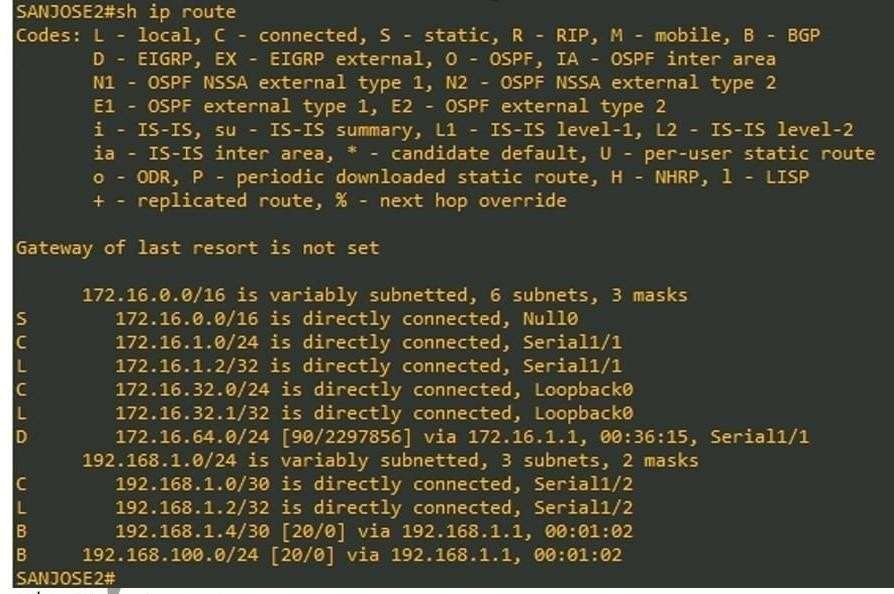 SANJOSE2#sh ip route
Codes: L - local, C - connected, S - static, R - RIP, M - mobile, B - BGP
D - EIGRP, EX - EIGRP external, O - OSPF, IA - OSPF inter area
N1 - OSPF NSSA external type 1, N2 - OSPF NSSA external type 2
E1 - OSPF external type 1, E2 - OSPF external type 2
i - IS-IS, su - IS-IS summary, L1 - IS-IS level-1, L2 - IS-IS level-2
ia - IS-IS inter area, * - candidate default, U - per-user static route
o - ODR, P - periodic downloaded static route, H - NHRP, l - LISP
+ - replicated route, % - next hop override
Gateway of last resort is not set
172.16.0.0/16 is variably subnetted, 6 subnets, 3 masks
S 172.16.0.0/16 is directly connected, Null0
C 172.16.1.0/24 is directly connected, Serial1/1
L 172.16.1.2/32 is directly connected, Serial1/1
C 172.16.32.0/24 is directly connected, Loopback0
L 172.16.32.1/32 is directly connected, Loopback0
D 172.16.64.0/24 [90/2297856] via 172.16.1.1, 00:36:15, Serial1/1
192.168.1.0/24 is variably subnetted, 3 subnets, 2 masks
C 192.168.1.0/30 is directly connected, Serial1/2
L 192.168.1.2/32 is directly connected, Serial1/2
B 192.168.1.4/30 [20/0] via 192.168.1.1, 00:01:02
B 192.168.100.0/24 [20/0] via 192.168.1.1, 00:01:02
SANJOSE2#